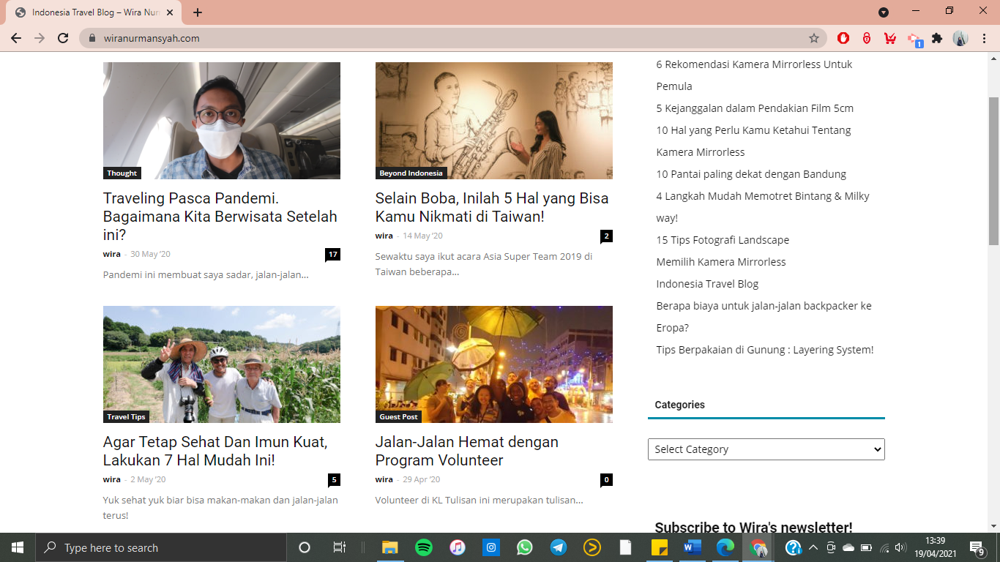 Indonesia Travel Blog – Wira Nur
wiranurmansyah.com
1
Thought
Traveling Pasca Pandemi.
Bagaimana Kita Berwisata Setelah
ini?
wira - 30 May '20
17
Pandemi ini membuat saya sadar, jalan-jalan...
Beyond Indonesia
Selain Boba, Inilah 5 Hal yang Bisa
Kamu Nikmati di Taiwan!
wira - 14 May '20
2
Sewaktu saya ikut acara Asia Super Team 2019 di
Taiwan beberapa...
Travel Tips
Agar Tetap Sehat Dan Imun Kuat,
Lakukan 7 Hal Mudah Ini!
wira - 2 May '20
5
Yuk sehat yuk biar bisa makan-makan dan jalan-jalan
terus!
Guest Post
Jalan-Jalan Hemat dengan
Program Volunteer
wira - 29 Apr '20
0
Volunteer di KL Tulisan ini merupakan tulisan...
6 Rekomendasi Kamera Mirrorless Untuk
Pemula
5 Kejanggalan dalam Pendakian Film 5cm
10 Hal yang Perlu Kamu Ketahui Tentang
Kamera Mirrorless
10 Pantai paling dekat dengan Bandung
4 Langkah Mudah Memotret Bintang & Milky
way!
15 Tips Fotografi Landscape
Memilih Kamera Mirrorless
Indonesia Travel Blog
Berapa biaya untuk jalan-jalan backpacker ke
Eropa?
Tips Berpakaian di Gunung : Layering System!
Categories
Select Category
Subscribe to Wira's newsletter!
Type here to search
13:39
19/04/2021
9